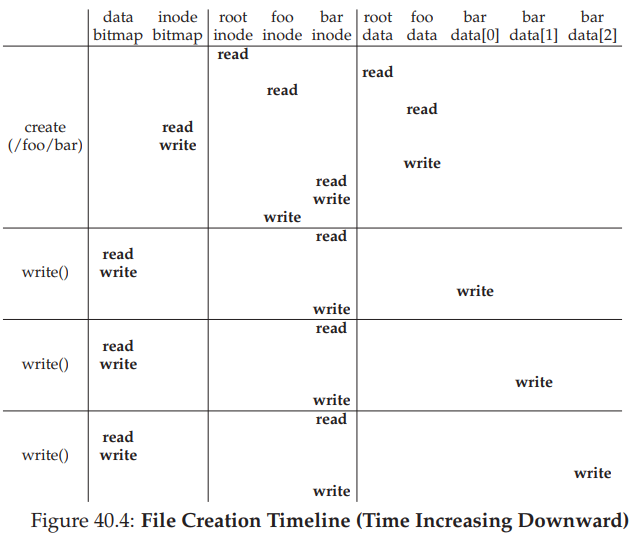 data inode root foo bar root foo bar bar bar
bitmap bitmap inode inode inode data data data[0] data[1] data[2]
read
read
read
read
create read
(/foo/bar) write
write
read
write
write
read
read
write() write
write
write
read
read
write() write
write
write
read
read
write() write
write
write
Figure 40.4: File Creation Timeline (Time Increasing Downward)